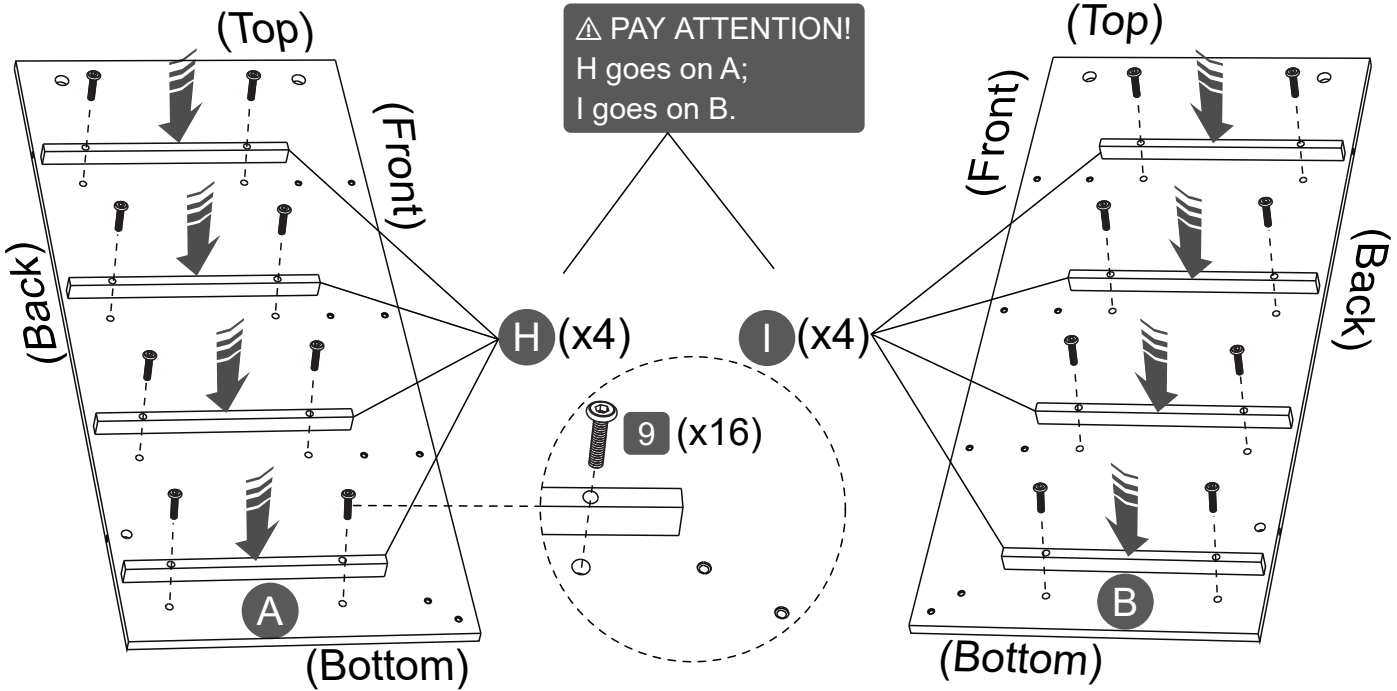 (Top)
(Front)
(Back)
A
(Bottom)
⚠ PAY ATTENTION!
H goes on A;
I goes on B.
H (x4)
I (x4)
9 (x16)
(Top)
(Front)
(Back)
B
(Bottom)